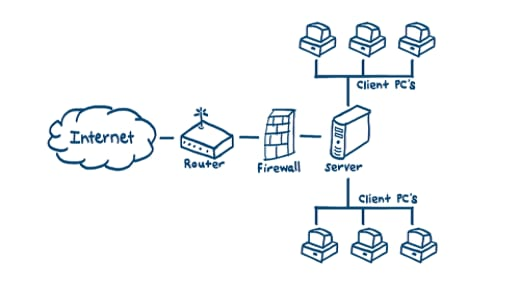 Client PC's
Internet
Router
Firewall
server
Client PC's